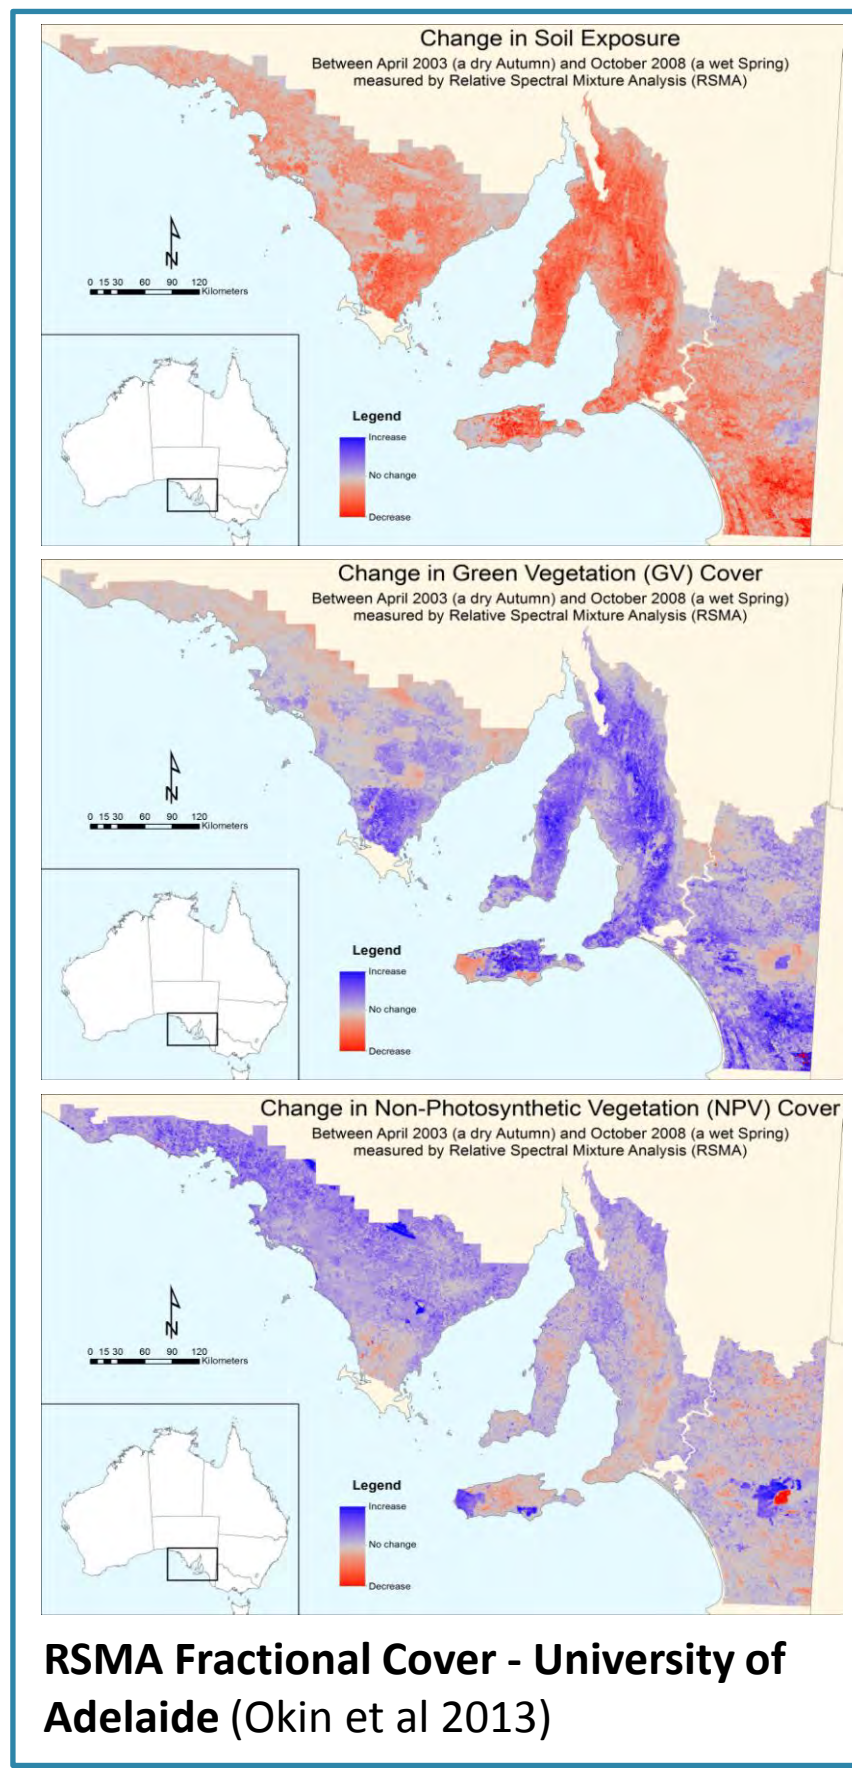 Change in Soil Exposure
Between April 2003 (a dry Autumn) and October 2008 (a wet Spring)
measured by Relative Spectral Mixture Analysis (RSMA)
N
0 15 30 60 90 120
Kilometers
Legend
Increase
No change
Decrease
Change in Green Vegetation (GV) Cover
Between April 2003 (a dry Autumn) and October 2008 (a wet Spring)
measured by Relative Spectral Mixture Analysis (RSMA)
N
0 15 30 60 90 120
Kilometers
Legend
Increase
No change
Decrease
Change in Non-Photosynthetic Vegetation (NPV) Cover
Between April 2003 (a dry Autumn) and October 2008 (a wet Spring)
measured by Relative Spectral Mixture Analysis (RSMA)
N
0 15 30 60 90 120
Kilometers
Legend
Increase
No change
Decrease
RSMA Fractional Cover - University of
Adelaide (Okin et al 2013)